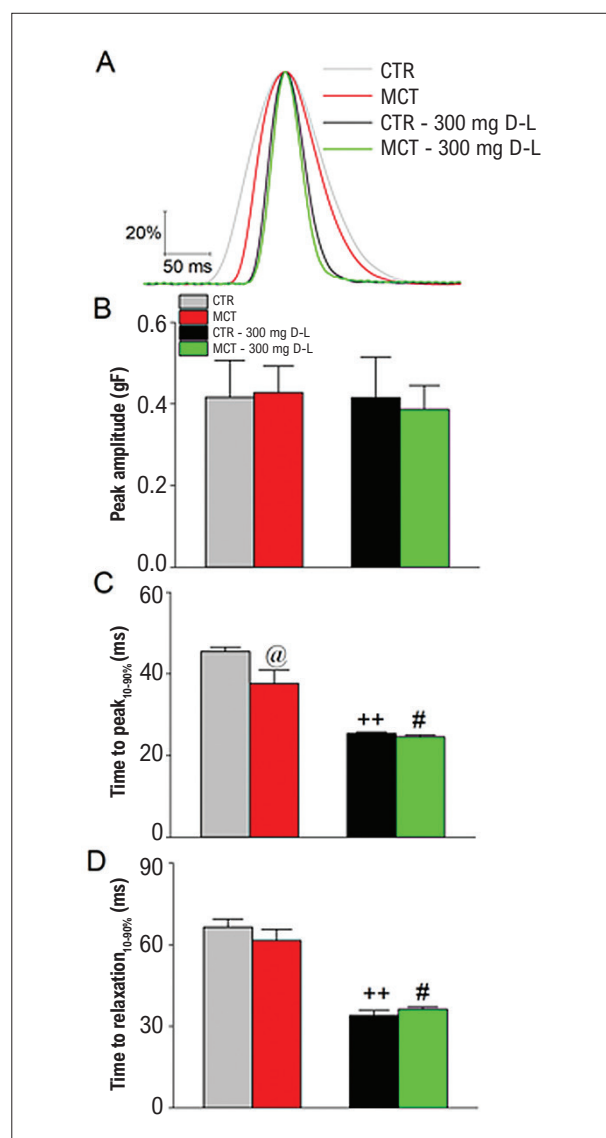 A
CTR
MCT
CTR - 300 mg D-L
MCT - 300 mg D-L
20%
50 ms
B
CTR
MCT
CTR - 300 mg D-L
MCT - 300 mg D-L
Peak amplitude (gF)
0.6
0.4
0.2
0.0
C
Time to peak10-90% (ms)
60
40
20
0
@
++
#
D
Time to relaxation10-90% (ms)
90
60
30
0
++
#